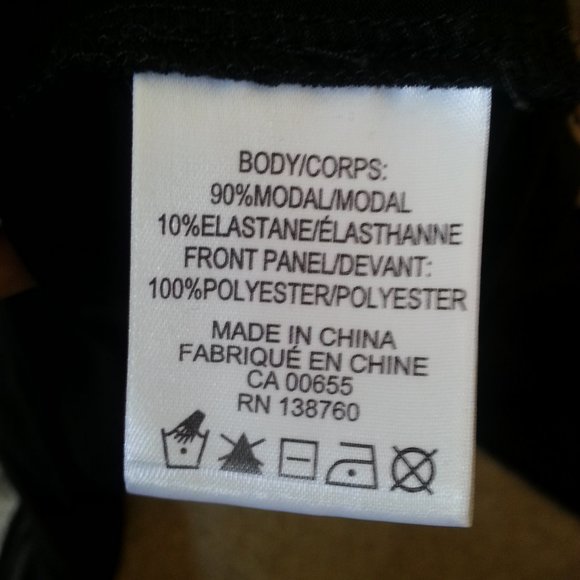 BODY/CORPS:
90%MODAL/MODAL
10%ELASTANE/ÉLASTHANNE
FRONT PANEL/DEVANT:
100%POLYESTER/POLYESTER
MADE IN CHINA
FABRIQUÉ EN CHINE
CA 00655
RN 138760